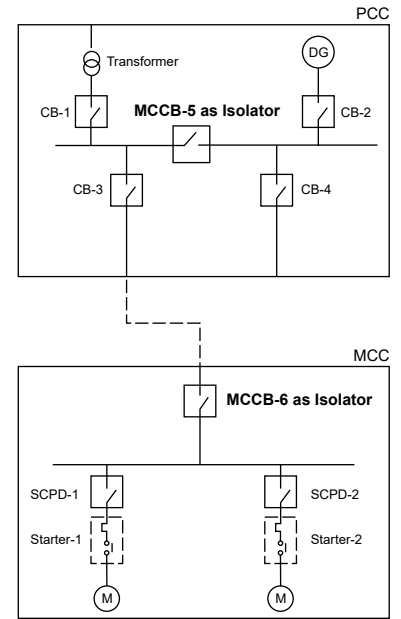 PCC
DG
Transformer
CB-1
MCCB-5 as Isolator
CB-2
CB-3
CB-4
MCC
MCCB-6 as Isolator
SCPD-1
SCPD-2
Starter-1
Starter-2
M
M